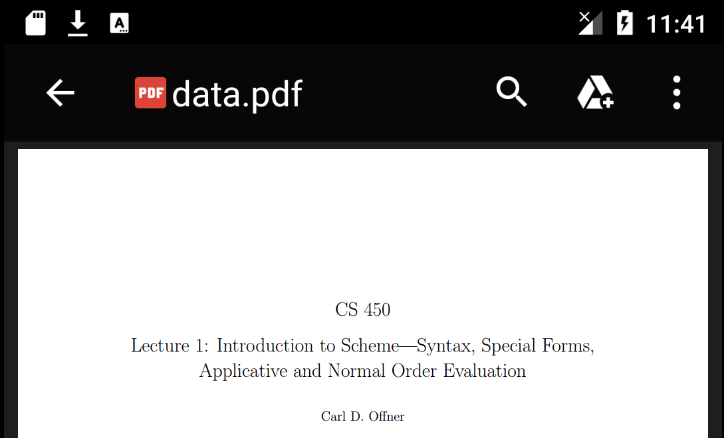 11:41
PDF data.pdf
CS 450
Lecture 1: Introduction to Scheme—Syntax, Special Forms,
Applicative and Normal Order Evaluation
Carl D. Offner